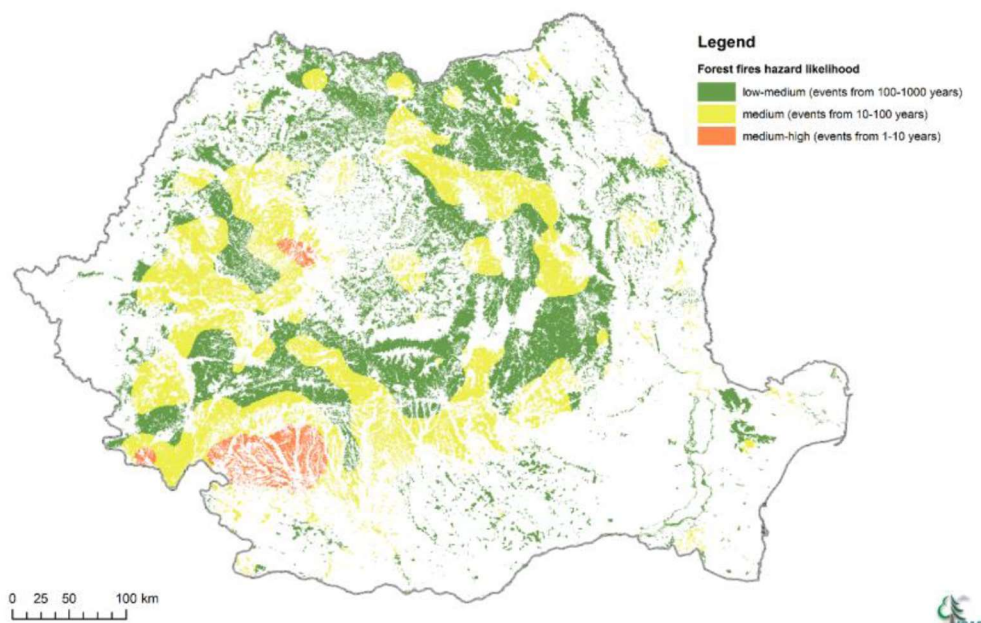 Legend
Forest fires hazard likelihood
low-medium (events from 100-1000 years)
medium (events from 10-100 years)
medium-high (events from 1-10 years)
0 25 50 100 km